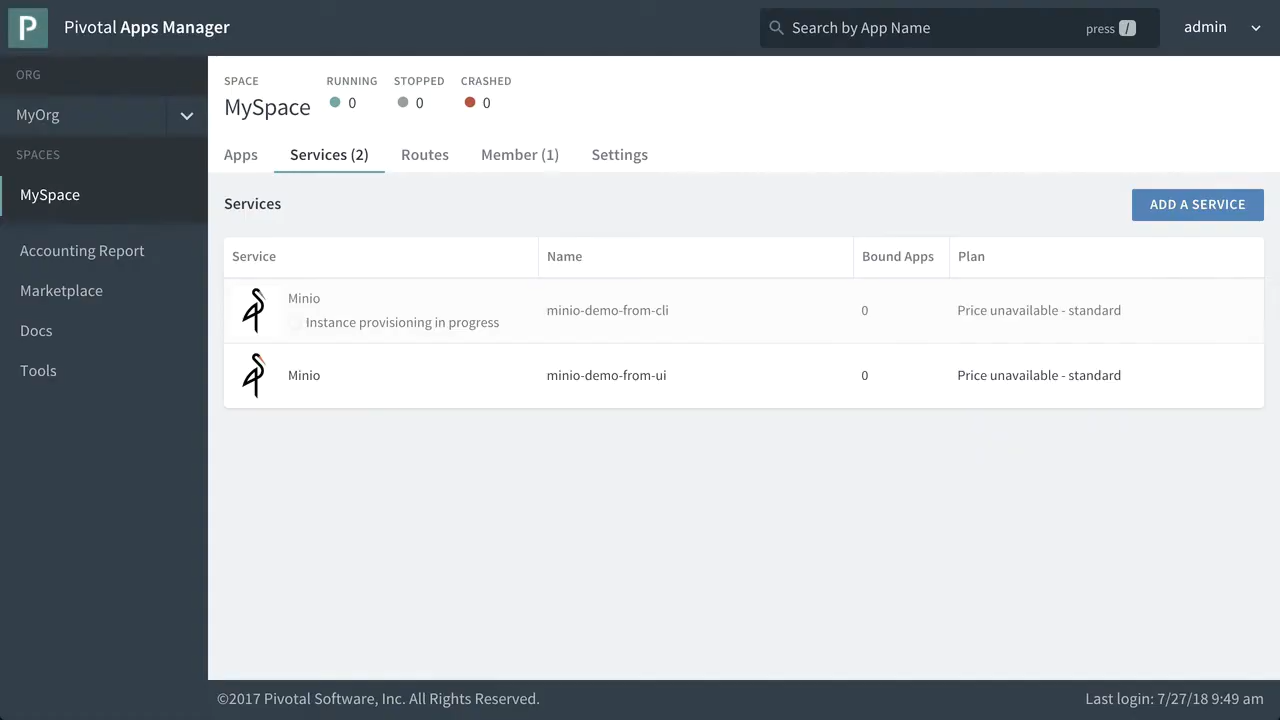 P
Pivotal Apps Manager
Search by App Name
press /
admin
ORG
MyOrg
SPACES
MySpace
Accounting Report
Marketplace
Docs
Tools
SPACE
MySpace
RUNNING
0
STOPPED
0
CRASHED
0
Apps
Services (2)
Routes
Member (1)
Settings
Services
ADD A SERVICE
Service
Name
Bound Apps
Plan
Minio
Instance provisioning in progress
minio-demo-from-cli
0
Price unavailable - standard
Minio
minio-demo-from-ui
0
Price unavailable - standard
©2017 Pivotal Software, Inc. All Rights Reserved.
Last login: 7/27/18 9:49 am